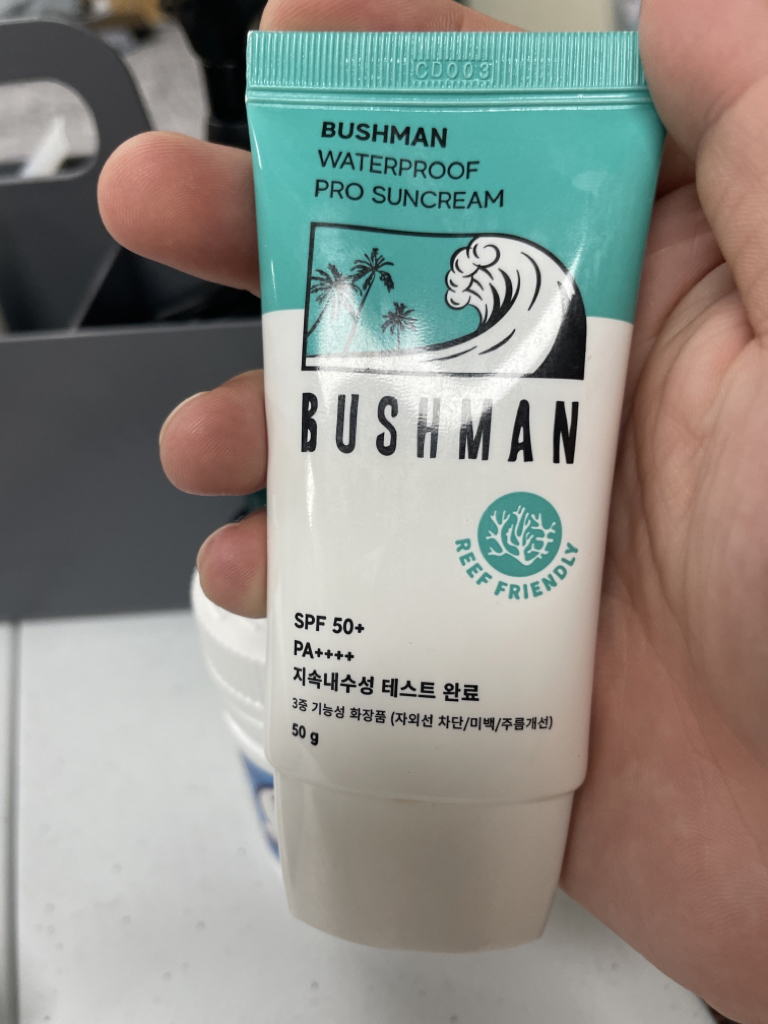 CD003
BUSHMAN
WATERPROOF
PRO SUNCREAM
BUSHMAN
REEF FRIENDLY
SPF 50+
PA++++
지속내수성 테스트 완료
3중 기능성 화장품 (자외선 차단/미백/주름개선)
50 g